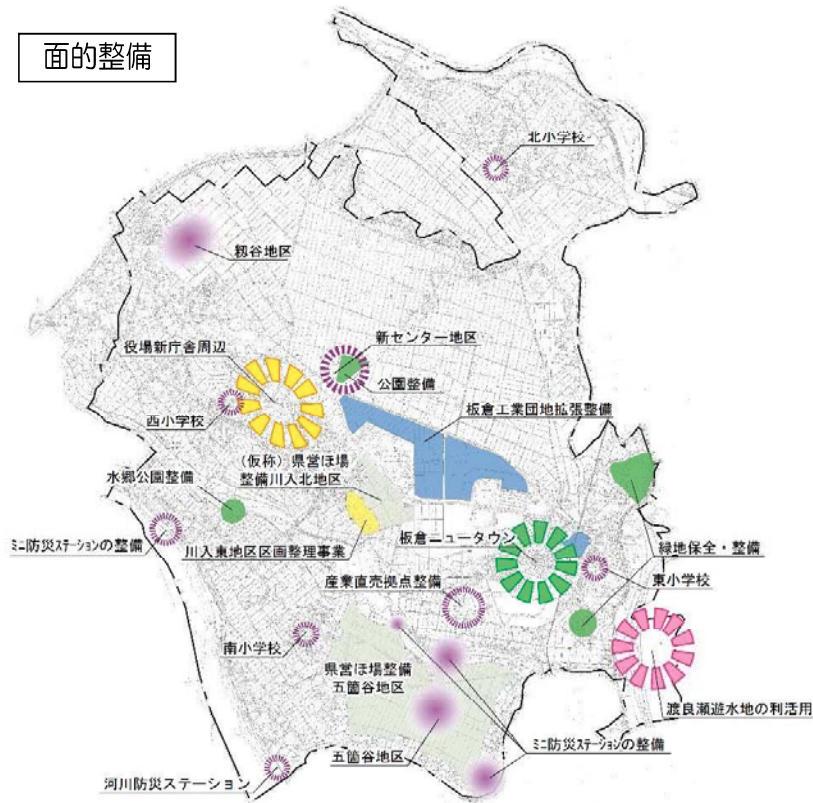 面的整備
北小学校
籾谷地区
新センター地区
役場新庁舎周辺
公園整備
板倉工業団地拡張整備
西小学校
（仮称）県営ほ場
整備川入北地区
水郷公園整備
ミニ防災ステーションの整備
川入東地区区画整理事業
板倉ニュータウン
緑地保全・整備
産業直売拠点整備
東小学校
南小学校
県営ほ場整備
五箇谷地区
渡良瀬遊水地の利活用
五箇谷地区
ミニ防災ステーションの整備
河川防災ステーション